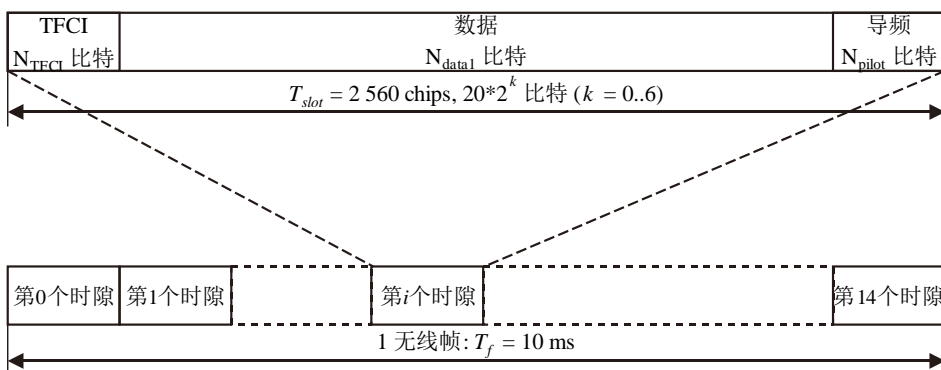 TFCI 数据 导频
N_TFCI 比特 N_data1 比特 N_pilot 比特
T_slot = 2 560 chips, 20*2^k 比特 (k = 0..6)
第0个时隙 第1个时隙 第i个时隙 第14个时隙
1 无线帧: T_f = 10 ms